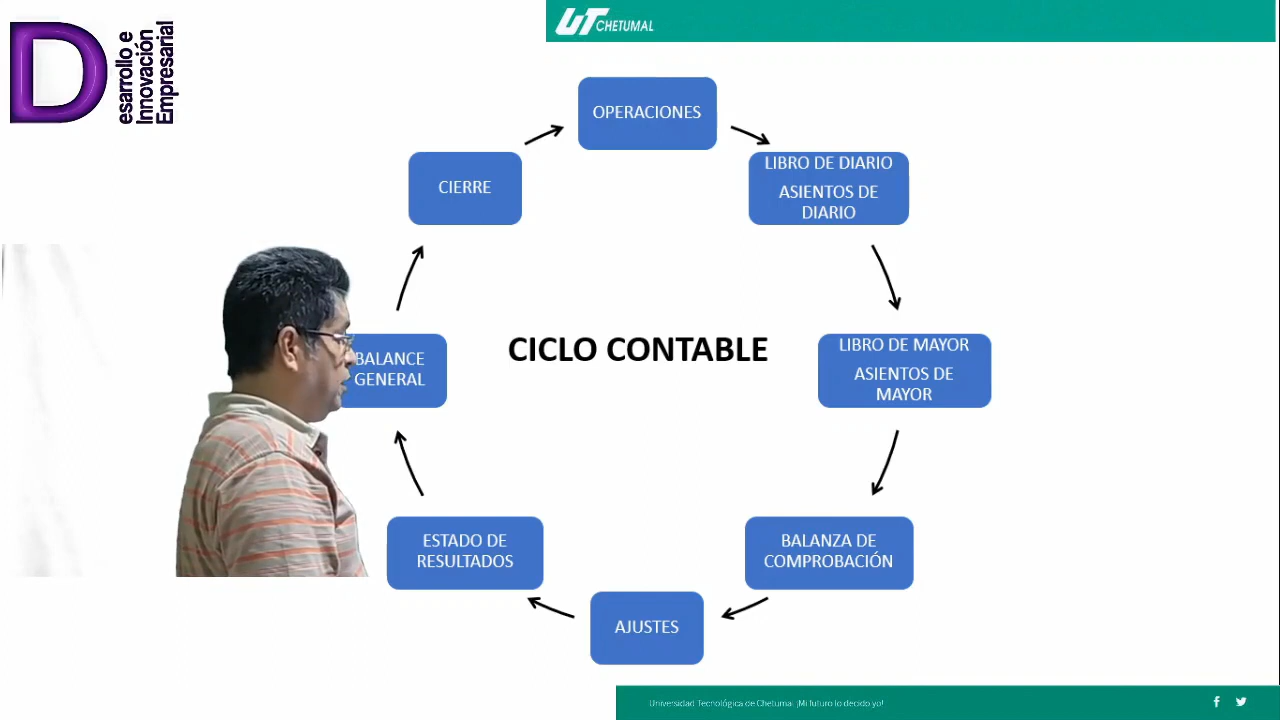 D
esarrollo e
Innovación
Empresarial
UT CHETUMAL
OPERACIONES
LIBRO DE DIARIO
ASIENTOS DE
DIARIO
CIERRE
CICLO CONTABLE
LIBRO DE MAYOR
ASIENTOS DE
MAYOR
BALANCE
GENERAL
ESTADO DE
RESULTADOS
BALANZA DE
COMPROBACIÓN
AJUSTES
Universidad Tecnológica de Chetumal ¡Mi futuro lo decido yo!